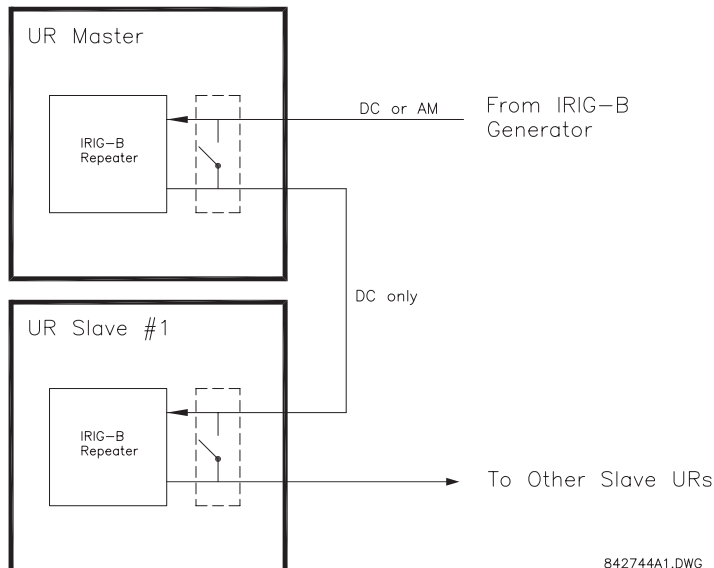 UR Master
IRIG-B
Repeater
DC or AM
From IRIG-B
Generator
DC only
UR Slave #1
IRIG-B
Repeater
To Other Slave URs
842744A1.DWG